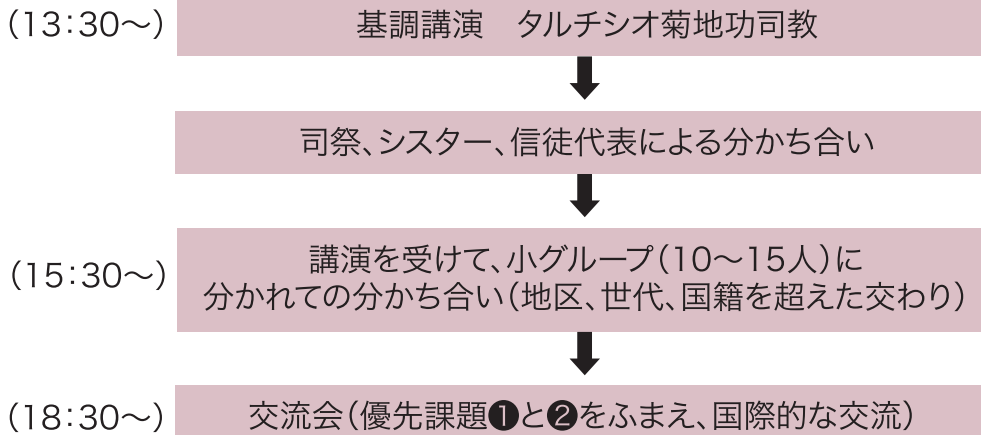 (13:30～) 基調講演　タルチシオ菊地功司教
司祭、シスター、信徒代表による分かち合い
(15:30～) 講演を受けて、小グループ（10～15人）に
分かれての分かち合い（地区、世代、国籍を超えた交わり）
(18:30～) 交流会（優先課題❶と❷をふまえ、国際的な交流）